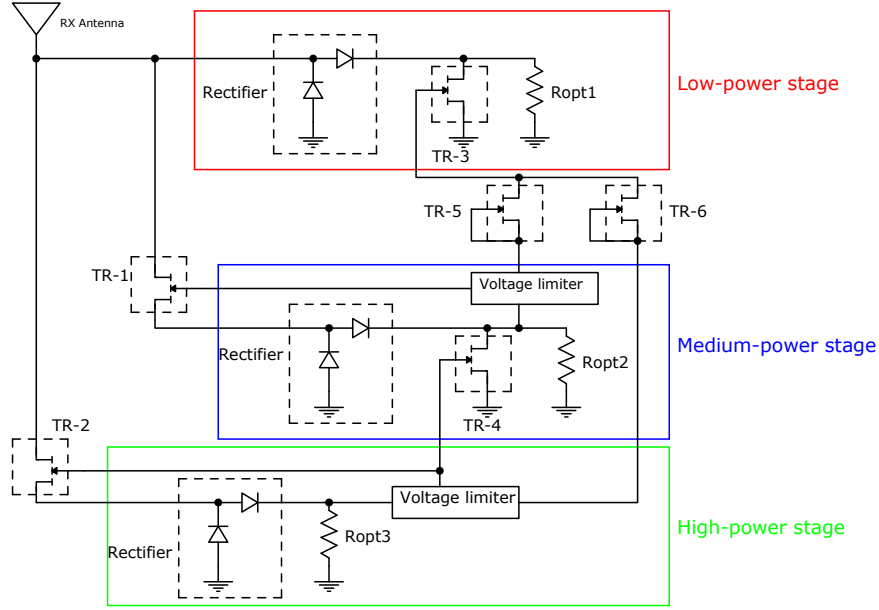 RX Antenna
Rectifier
Ropt1
Low-power stage
TR-3
TR-5
TR-6
TR-1
Voltage limiter
Rectifier
Ropt2
Medium-power stage
TR-4
TR-2
Voltage limiter
Rectifier
Ropt3
High-power stage